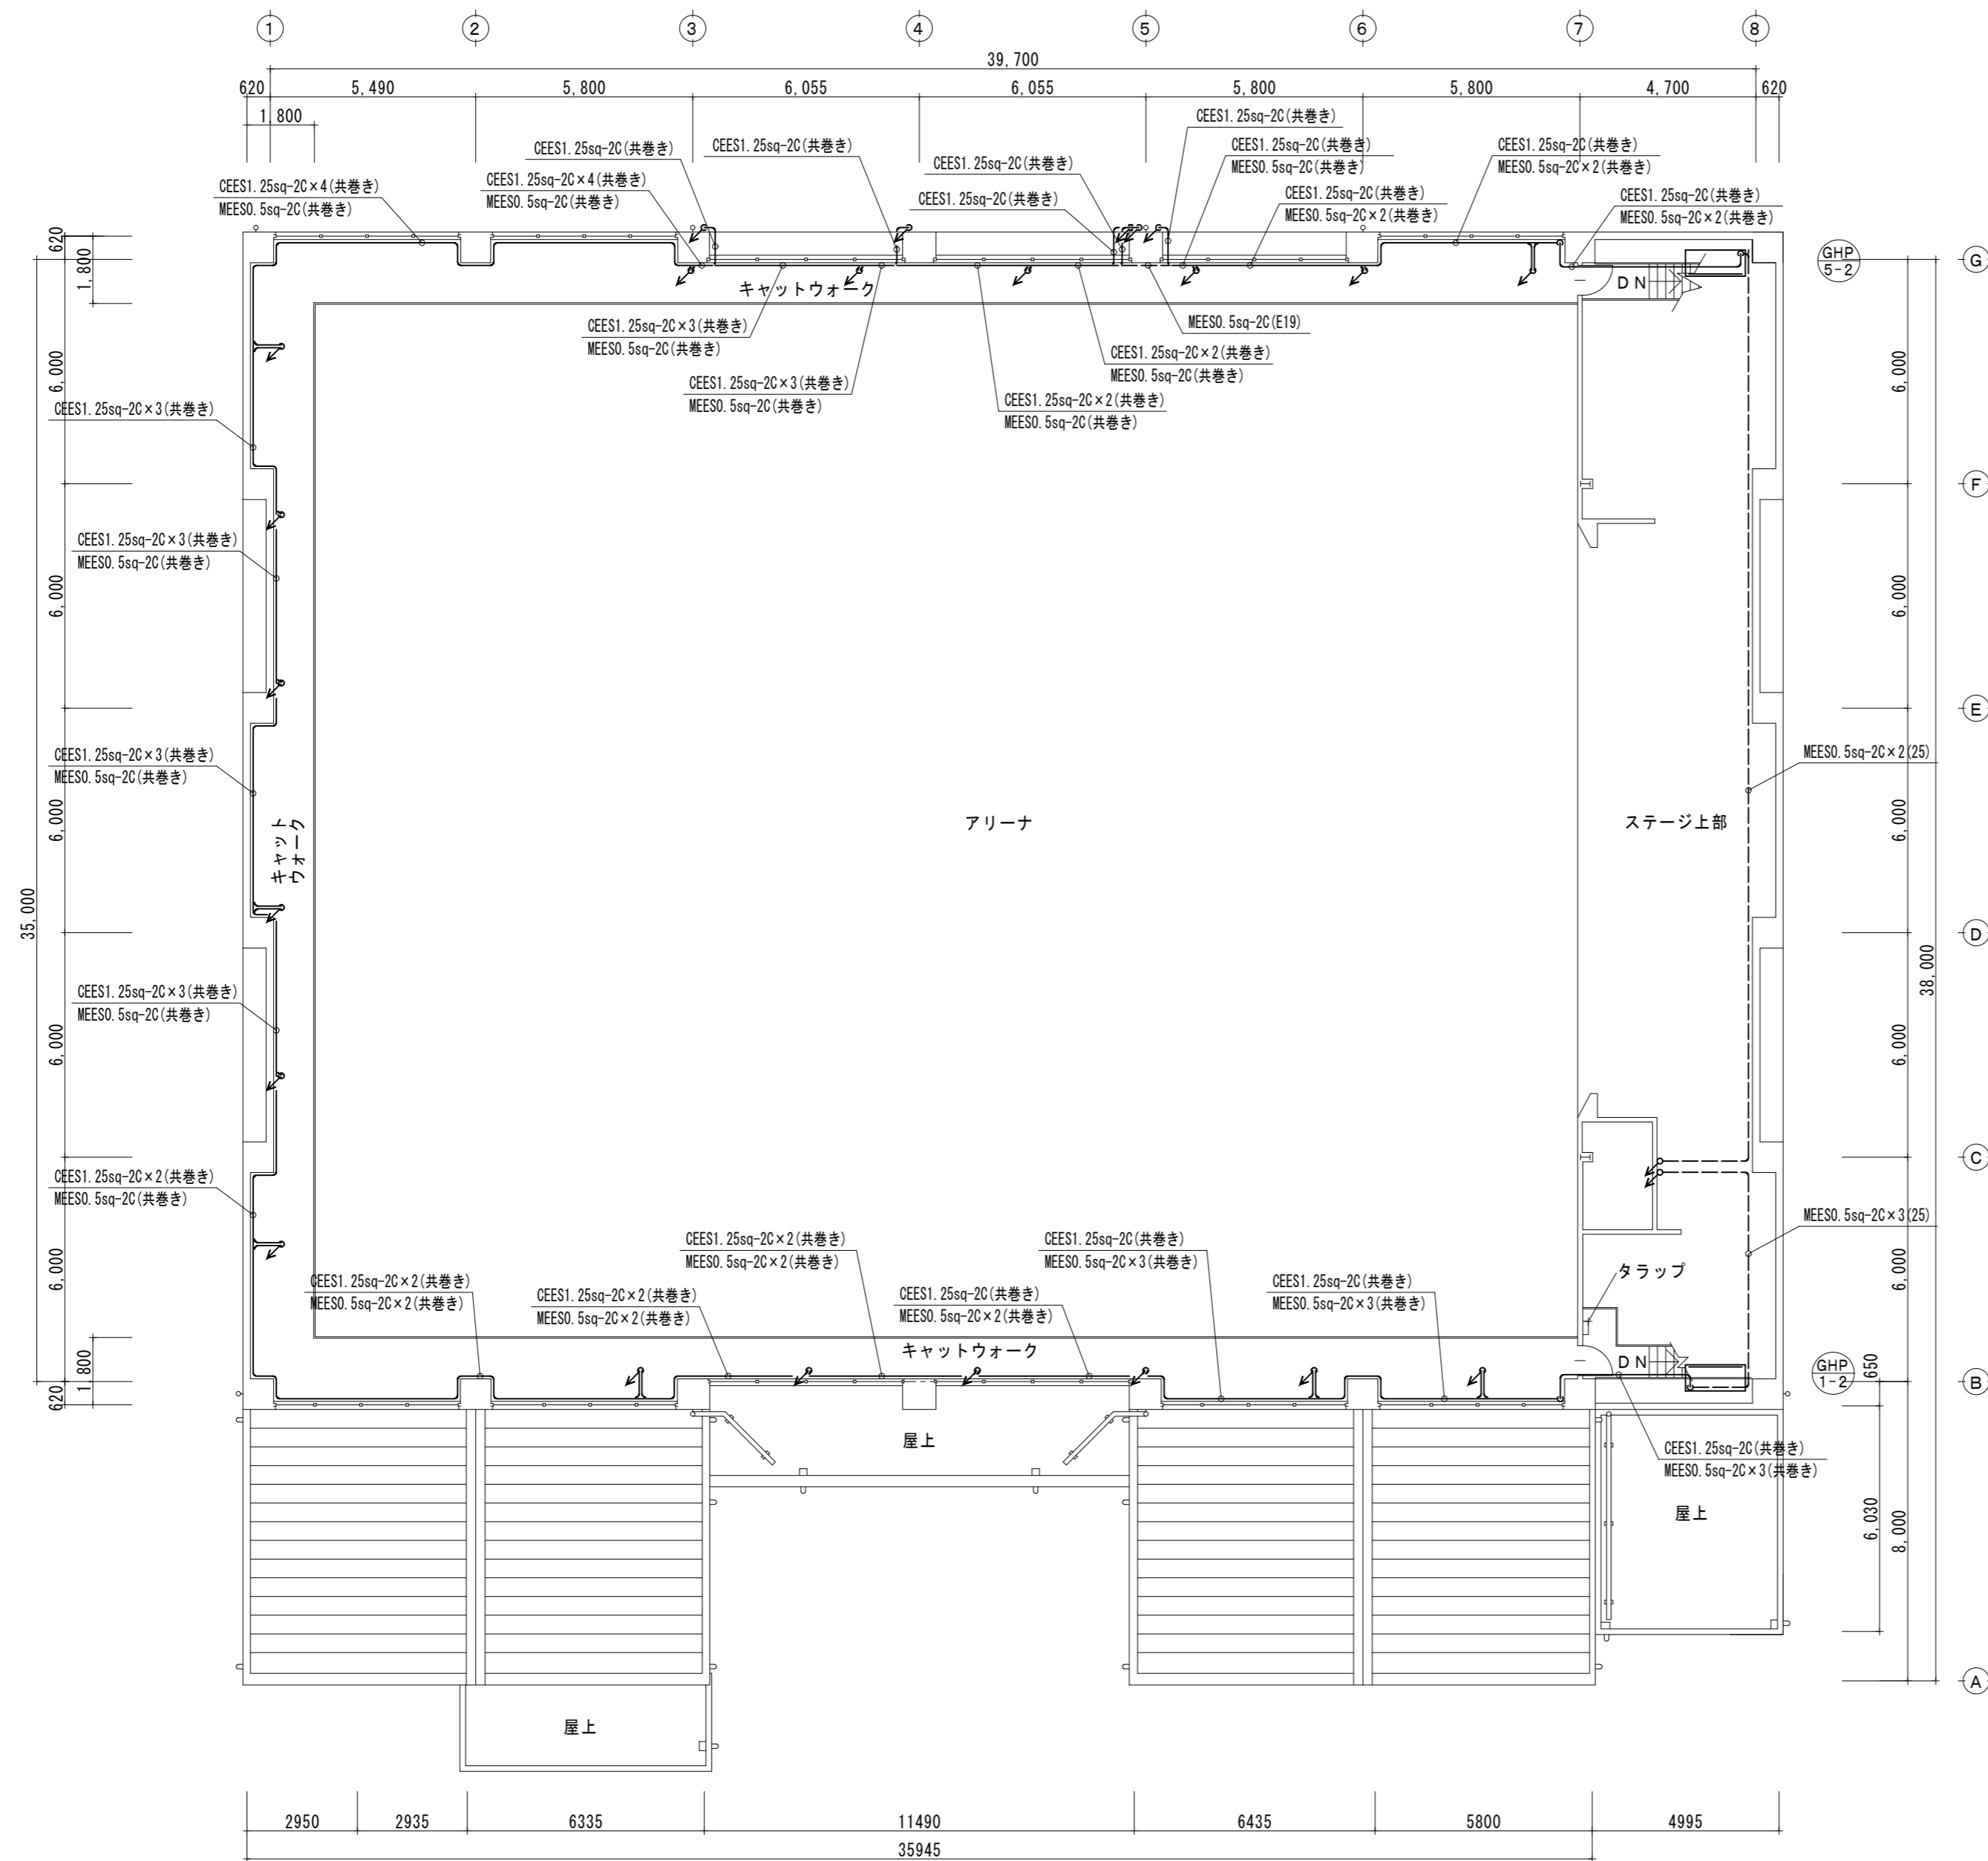 1 2 3 4 5 6 7 8
39,700
620 5,490 5,800 6,055 6,055 5,800 5,800 4,700 620
1,800
CEES1.25sq-2C(共巻き)
CEES1.25sq-2C(共巻き)
CEES1.25sq-2C(共巻き)
CEES1.25sq-2C(共巻き)
MEES0.5sq-2C(共巻き)
CEES1.25sq-2C(共巻き)
MEES0.5sq-2C×2(共巻き)
CEES1.25sq-2C(共巻き)
CEES1.25sq-2C×4(共巻き)
MEES0.5sq-2C(共巻き)
CEES1.25sq-2C×4(共巻き)
MEES0.5sq-2C(共巻き)
CEES1.25sq-2C(共巻き)
CEES1.25sq-2C(共巻き)
MEES0.5sq-2C×2(共巻き)
CEES1.25sq-2C(共巻き)
MEES0.5sq-2C×2(共巻き)
620
1,800
GHP
5-2
G
DN
キャットウォーク
CEES1.25sq-2C×3(共巻き)
MEES0.5sq-2C(共巻き)
MEES0.5sq-2C(E19)
CEES1.25sq-2C×2(共巻き)
MEES0.5sq-2C(共巻き)
CEES1.25sq-2C×3(共巻き)
MEES0.5sq-2C(共巻き)
CEES1.25sq-2C×2(共巻き)
MEES0.5sq-2C(共巻き)
6,000
6,000
CEES1.25sq-2C×3(共巻き)
MEES0.5sq-2C(共巻き)
F
CEES1.25sq-2C×3(共巻き)
MEES0.5sq-2C(共巻き)
6,000
6,000
E
CEES1.25sq-2C×3(共巻き)
MEES0.5sq-2C(共巻き)
MEES0.5sq-2C×2(25)
6,000
キャット
ウォーク
アリーナ
ステージ上部
6,000
35,000
D
38,000
CEES1.25sq-2C×3(共巻き)
MEES0.5sq-2C(共巻き)
6,000
6,000
C
CEES1.25sq-2C×2(共巻き)
MEES0.5sq-2C(共巻き)
MEES0.5sq-2C×3(25)
6,000
6,000
CEES1.25sq-2C×2(共巻き)
MEES0.5sq-2C×2(共巻き)
CEES1.25sq-2C(共巻き)
MEES0.5sq-2C×3(共巻き)
CEES1.25sq-2C×2(共巻き)
MEES0.5sq-2C×2(共巻き)
CEES1.25sq-2C×2(共巻き)
MEES0.5sq-2C×2(共巻き)
CEES1.25sq-2C(共巻き)
MEES0.5sq-2C×2(共巻き)
CEES1.25sq-2C(共巻き)
MEES0.5sq-2C×3(共巻き)
タラップ
キャットウォーク
DN
1,800
620
GHP
1-2
650
B
屋上
CEES1.25sq-2C(共巻き)
MEES0.5sq-2C×3(共巻き)
屋上
6,030
8,000
A
屋上
2950 2935 6335 11490 6435 5800 4995
35945